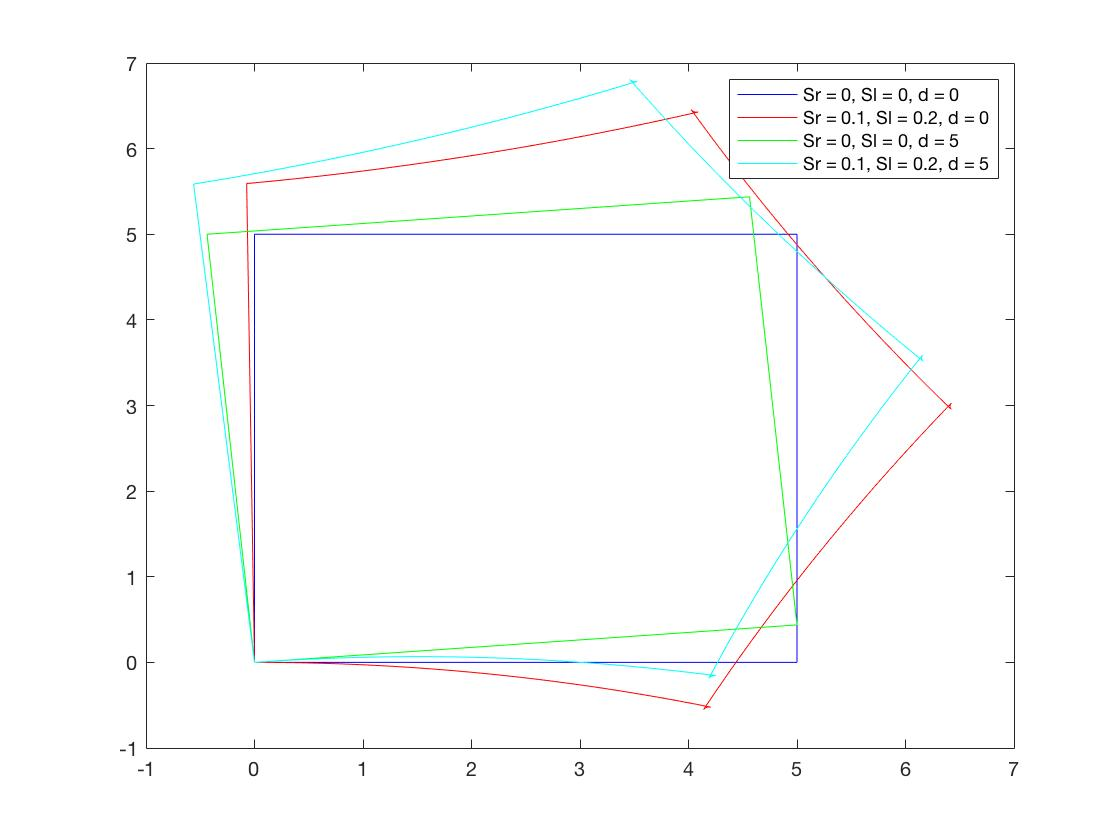 7
6
5
4
3
2
1
0
-1
-1 0 1 2 3 4 5 6 7
Sr = 0, Sl = 0, d = 0
Sr = 0.1, Sl = 0.2, d = 0
Sr = 0, Sl = 0, d = 5
Sr = 0.1, Sl = 0.2, d = 5